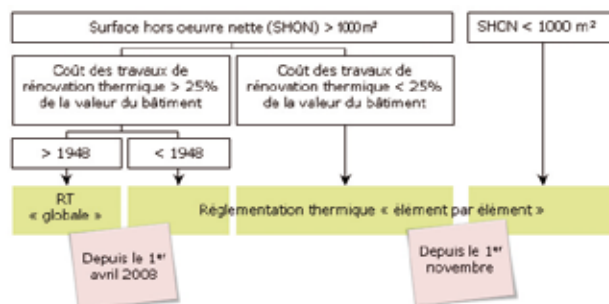 Surface hors oeuvre nette (SHON) > 1000 m²
SHON < 1000 m²
Coût des travaux de
rénovation thermique > 25%
de la valeur du bâtiment
Coût des travaux de
rénovation thermique < 25%
de la valeur du bâtiment
> 1948
< 1948
RT
« globale »
Réglementation thermique « élément par élément »
Depuis le 1er
avril 2008
Depuis le 1er
novembre